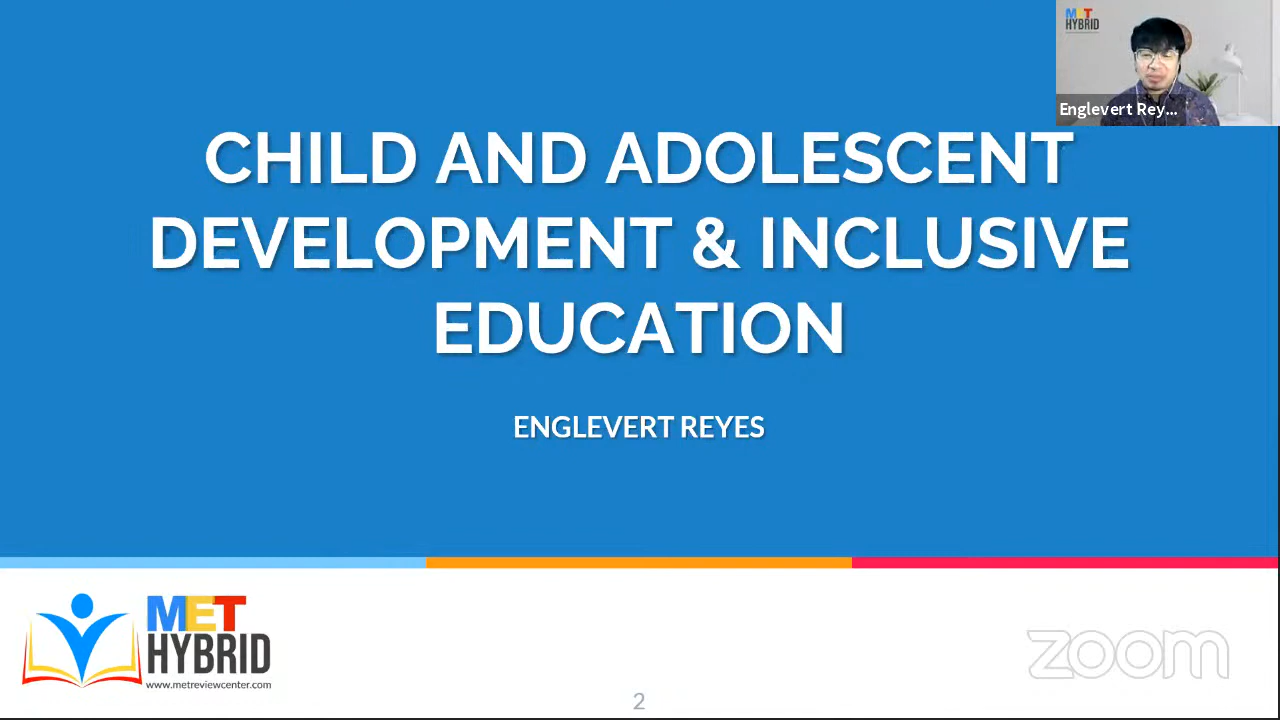 MET
HYBRID
Englevert Rey...
CHILD AND ADOLESCENT
DEVELOPMENT & INCLUSIVE
EDUCATION
ENGLEVERT REYES
MET
HYBRID
www.metreviewcenter.com
zoom
2